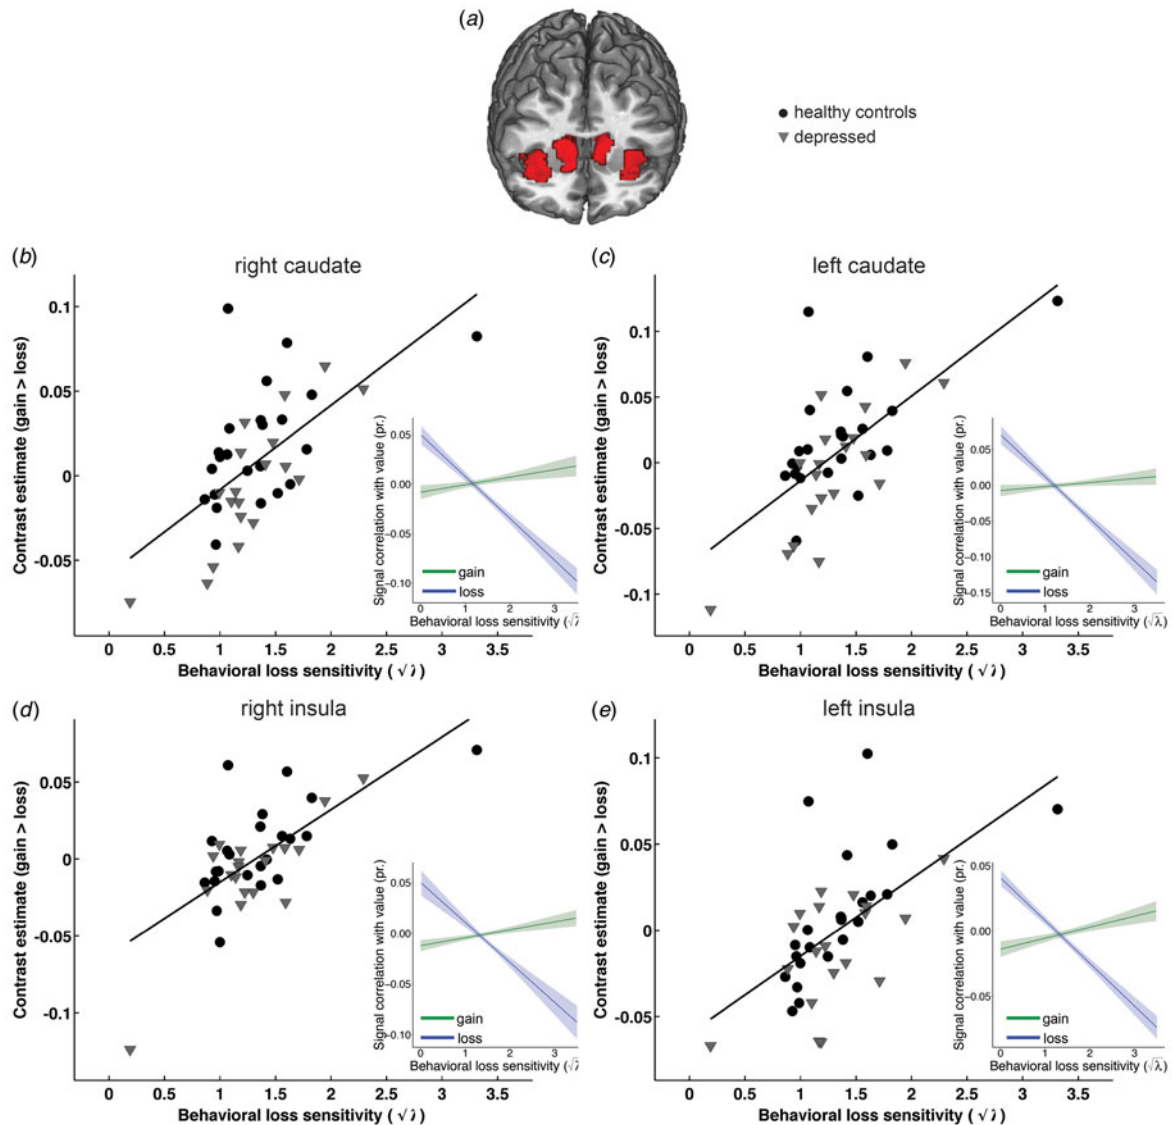 (a)
healthy controls
depressed
(b)
right caudate
Contrast estimate (gain > loss)
0.1
0.05
0
-0.05
0 0.5 1 1.5 2 2.5 3 3.5
Behavioral loss sensitivity (√λ)
Signal correlation with value (pr.)
0.05
0.00
-0.05
-0.10
gain
loss
0 1 2 3
Behavioral loss sensitivity (√λ
(c)
left caudate
Contrast estimate (gain > loss)
0.1
0.05
0
-0.05
-0.1
0 0.5 1 1.5 2 2.5 3 3.5
Behavioral loss sensitivity (√λ)
Signal correlation with value (pr.)
0.05
0.00
-0.05
-0.10
-0.15
gain
loss
0 1 2 3
Behavioral loss sensitivity (√λ)
(d)
right insula
Contrast estimate (gain > loss)
0.05
0
-0.05
-0.1
0 0.5 1 1.5 2 2.5 3 3.5
Behavioral loss sensitivity (√λ)
Signal correlation with value (pr.)
0.05
0.00
-0.05
-0.10
gain
loss
0 1 2 3
Behavioral loss sensitivity (√λ
(e)
left insula
Contrast estimate (gain > loss)
0.1
0.05
0
-0.05
0 0.5 1 1.5 2 2.5 3 3.5
Behavioral loss sensitivity (√λ)
Signal correlation with value (pr.)
0.05
0.00
-0.05
gain
loss
0 1 2 3
Behavioral loss sensitivity (√λ)